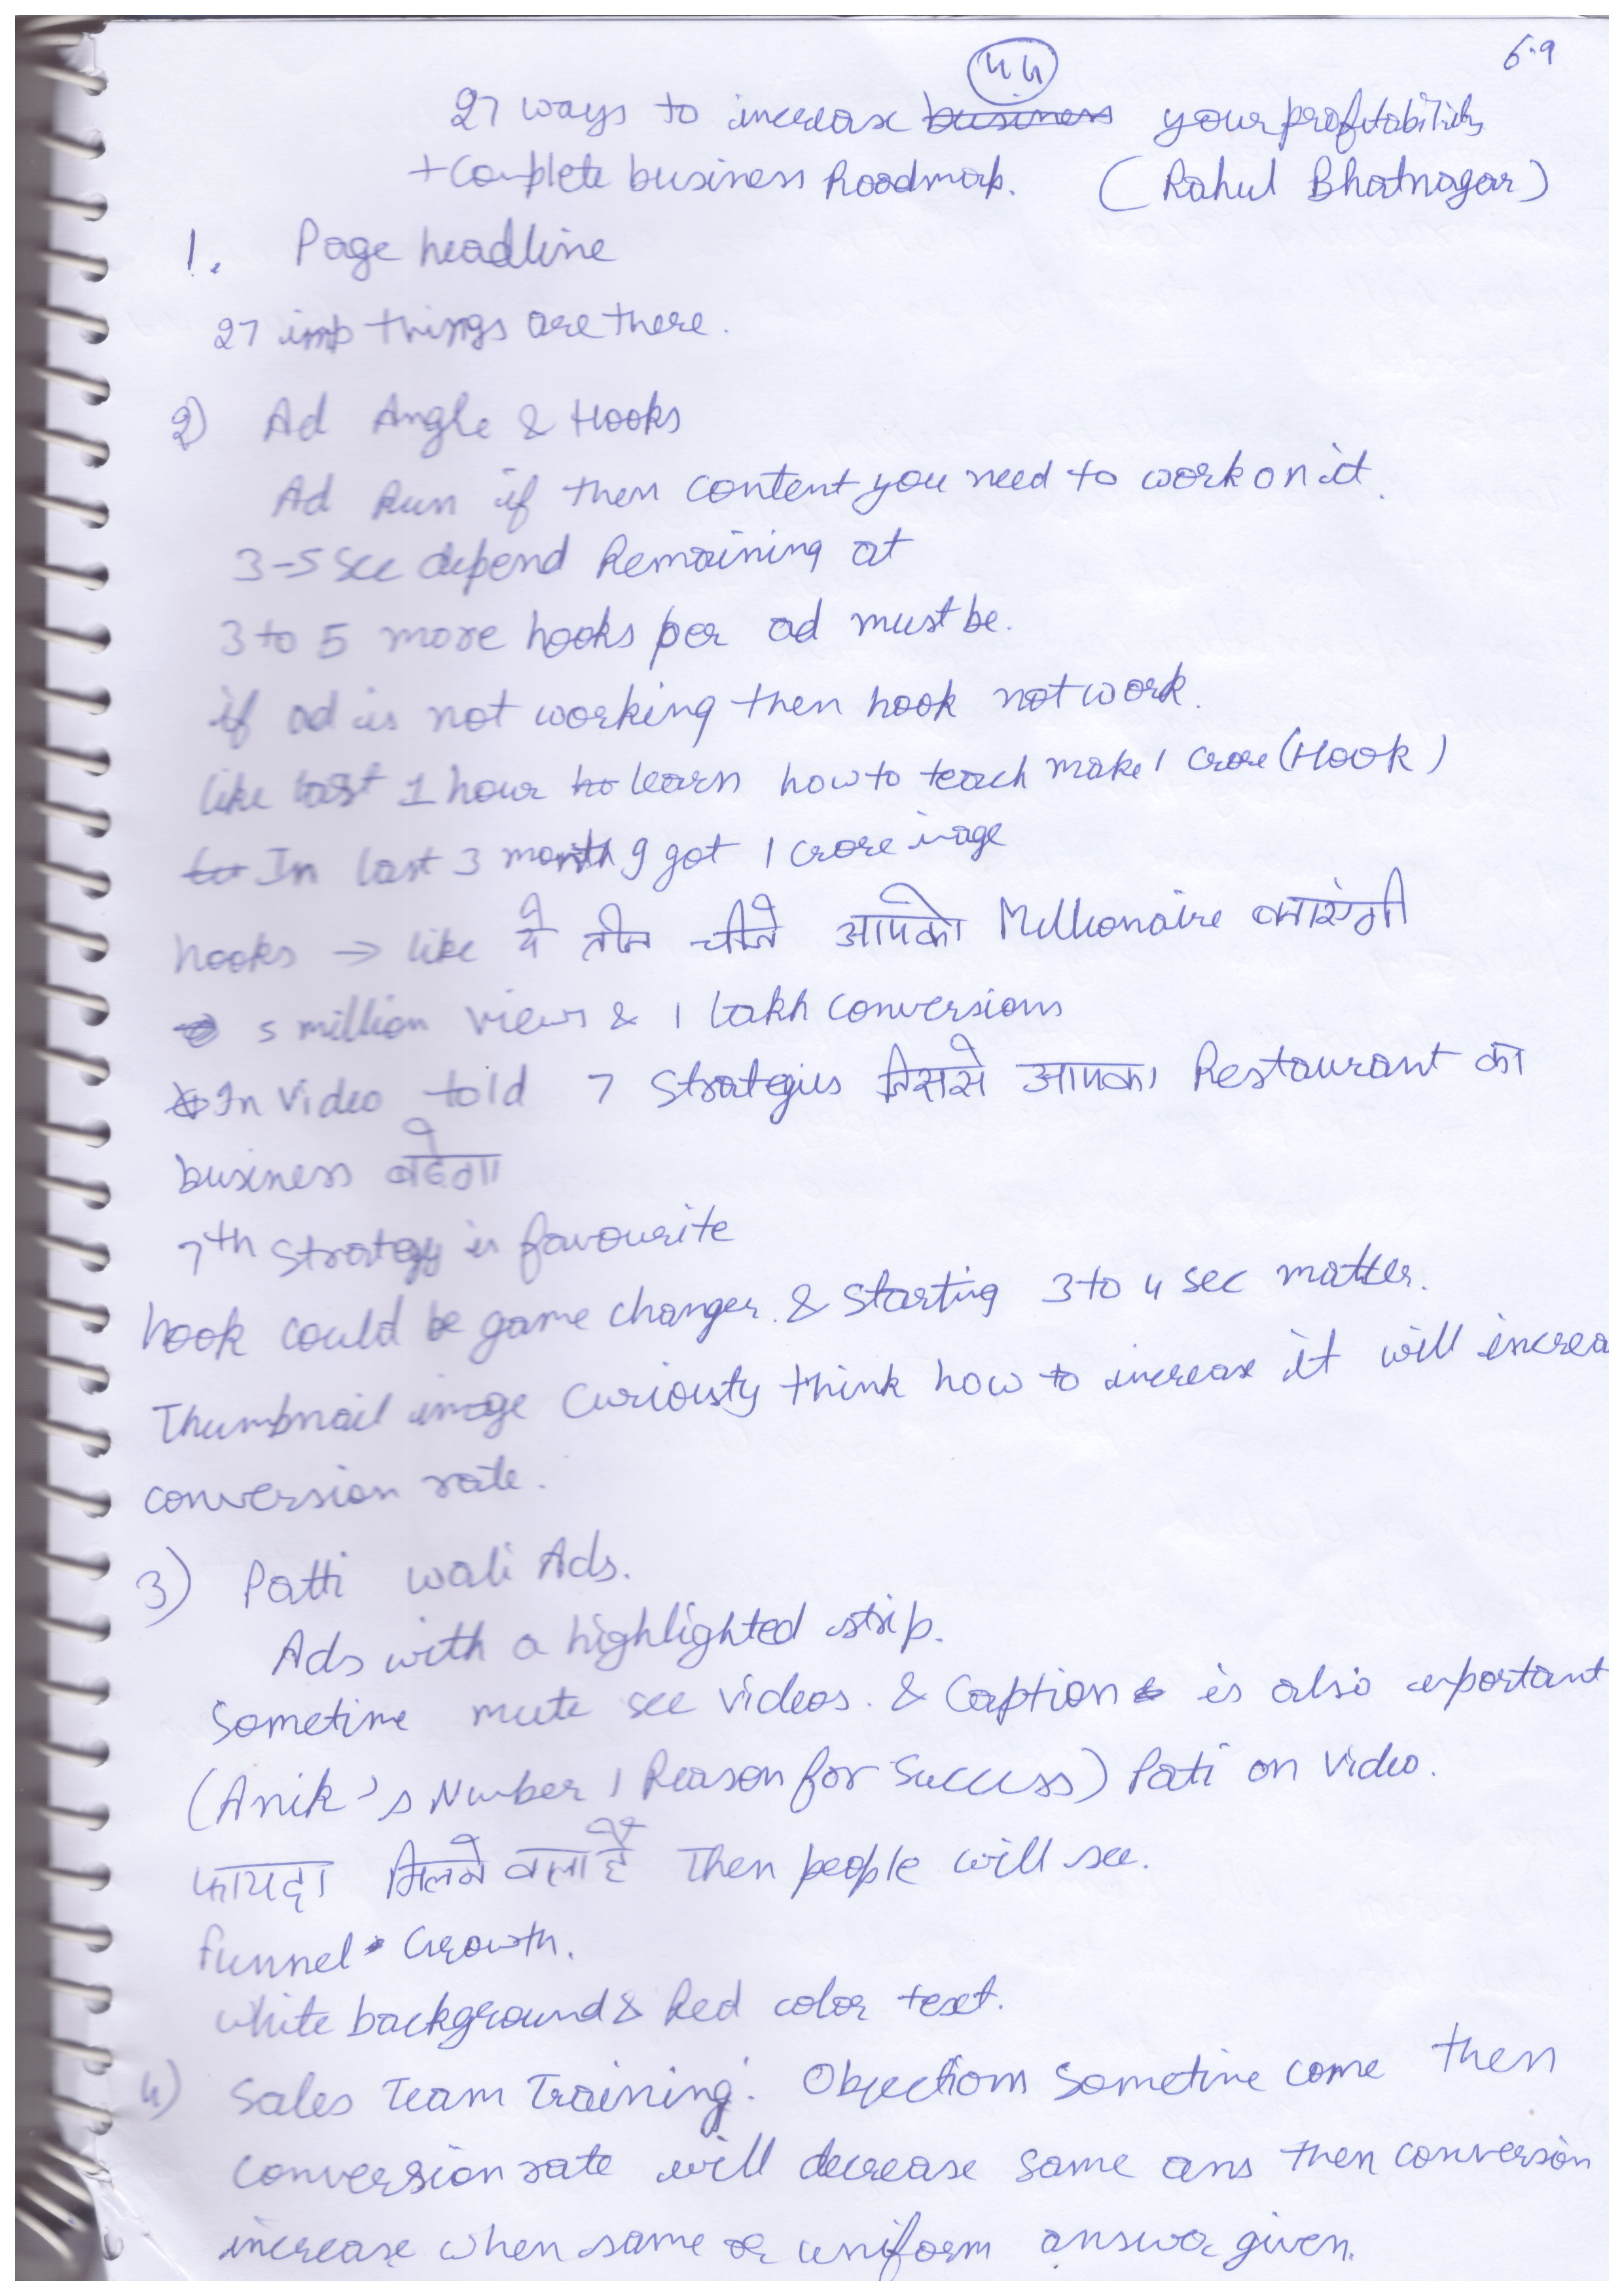 44
6.9
27 ways to increase business your profitability
+ Complete business Roadmap. (Rahul Bhatnagar)
1. Page headline
27 imp things are there.
2) Ad Angle & Hooks
Ad Run if then content you need to work on it.
3-5 sec depend Remaining at
3 to 5 more hooks per ad must be.
if ad is not working then hook not work.
like last 1 hour to learn how to teach make 1 crore (Hook)
In last 3 month I got 1 crore image
hooks → like ये तीन चीजे आपको Millionaire बनाएंगी
5 million views & 1 lakh conversions
In Video told 7 Strategies जिससे आपका Restaurant का
business बढेगा
7th Strategy is favourite
hook could be game changer. & Starting 3 to 4 sec matter.
Thumbnail image Curiousty think how to increase it will increa
conversion rate.
3) Patti wali Ads.
Ads with a highlighted strip.
Sometime mute see videos. & Caption is also important
(Anik's Number 1 Reason for Success) Pati on Video.
फायदा मिलने वाला है Then people will see.
funnel Growth.
white background & Red color text.
4) Sales Team Training: Objections Sometime come then
conversion rate will decrease same ans then conversion
increase when same or uniform answer given.